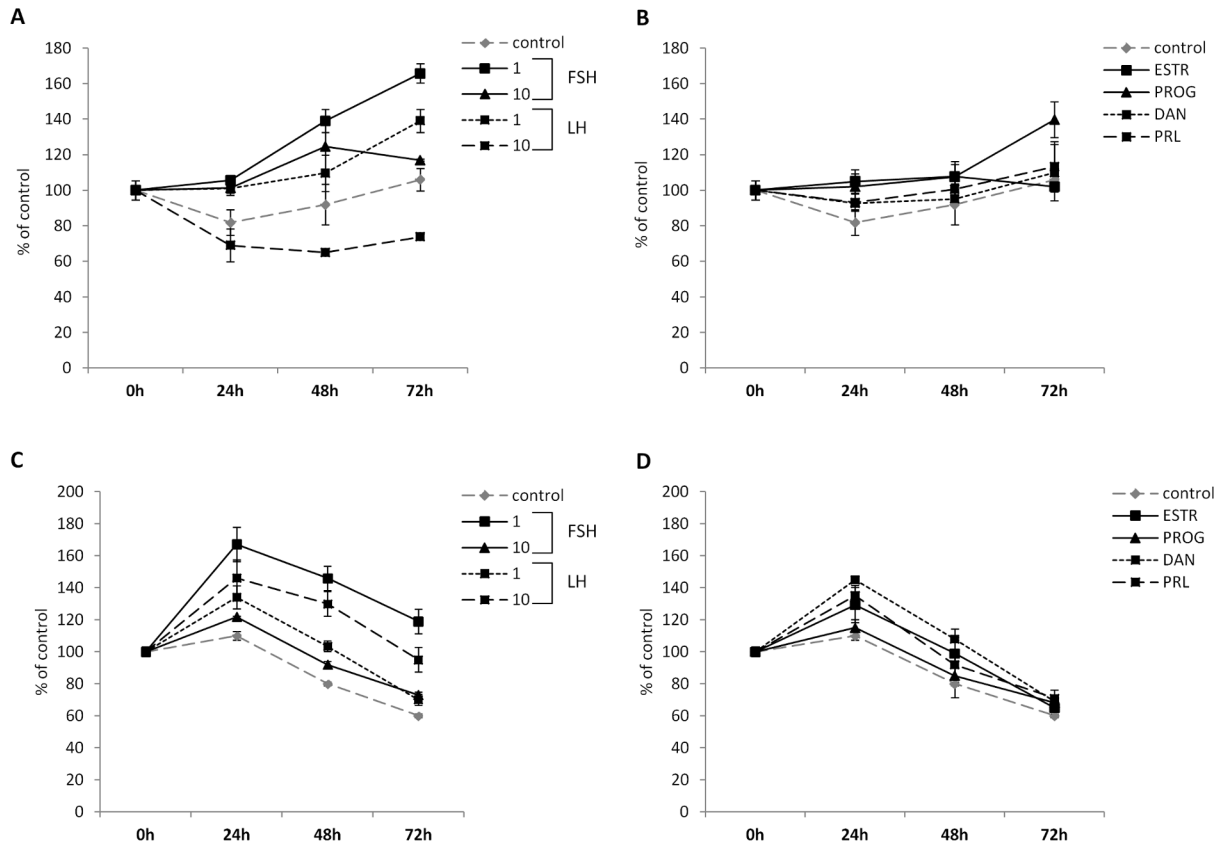 A
% of control
180
160
140
120
100
80
60
40
20
0
0h 24h 48h 72h
control
1
10
FSH
1
10
LH
B
% of control
180
160
140
120
100
80
60
40
20
0
0h 24h 48h 72h
control
ESTR
PROG
DAN
PRL
C
% of control
200
180
160
140
120
100
80
60
40
20
0
0h 24h 48h 72h
control
1
10
FSH
1
10
LH
D
% of control
200
180
160
140
120
100
80
60
40
20
0
0h 24h 48h 72h
control
ESTR
PROG
DAN
PRL